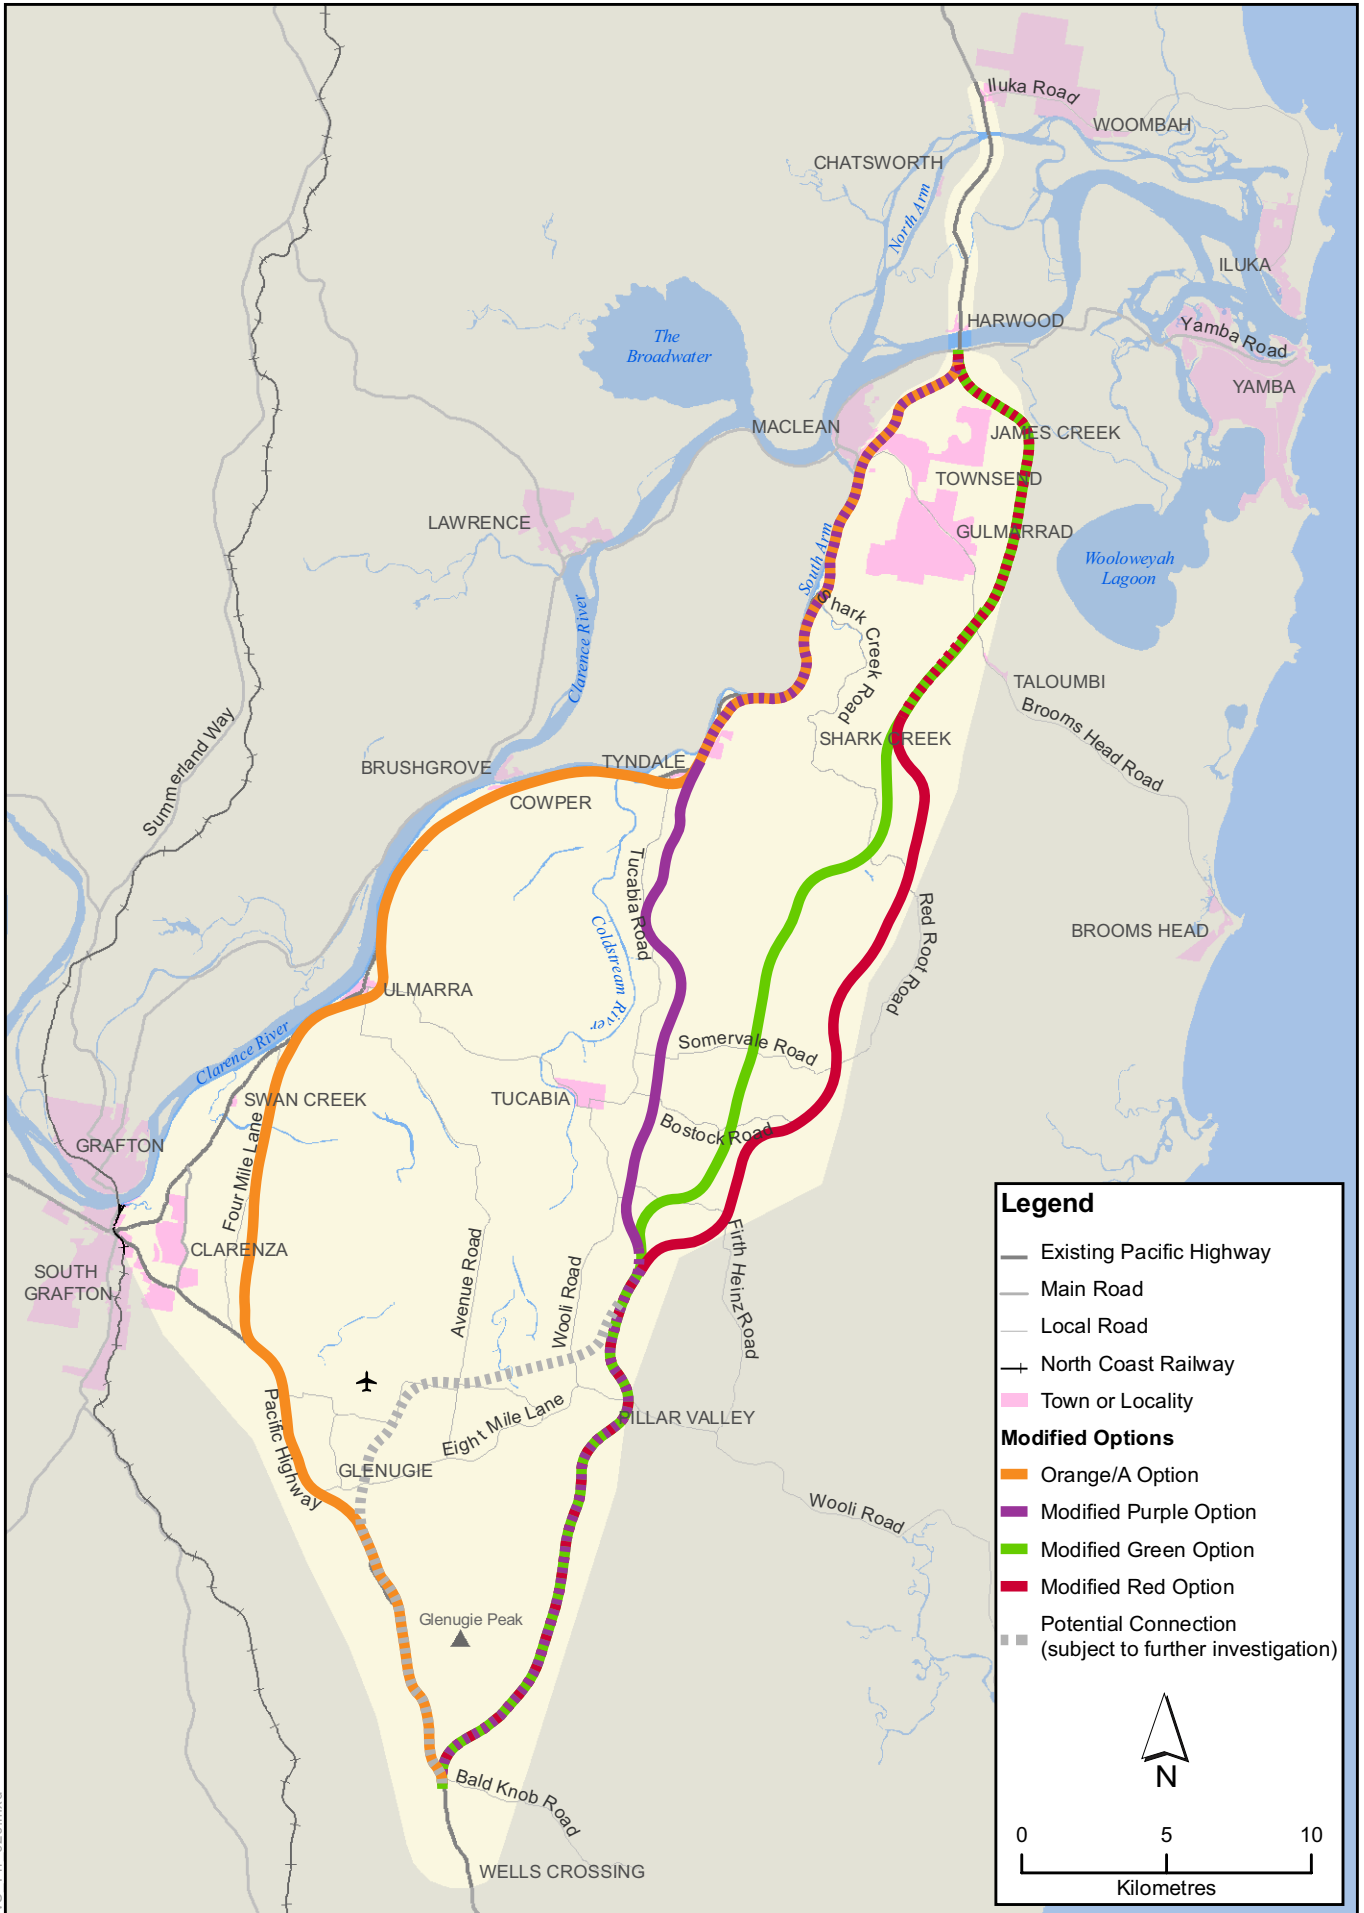 Iluka Road
WOOMBAH
CHATSWORTH
North Arm
ILUKA
HARWOOD
Yamba Road
The
Broadwater
YAMBA
MACLEAN
JAMES CREEK
TOWNSEND
LAWRENCE
GULMARRAD
Wooloweyah
Lagoon
South Arm
Shark Creek Road
Clarence River
TALOUMBI
Brooms Head Road
SHARK CREEK
Summerland Way
BRUSHGROVE
TYNDALE
COWPER
Tucabia Road
Red Root Road
BROOMS HEAD
Coldstream River
ULMARRA
Clarence River
Somervale Road
SWAN CREEK
TUCABIA
Bostock Road
GRAFTON
Four Mile Lane
CLARENZA
SOUTH
GRAFTON
Avenue Road
Wooli Road
Firth Heinz Road
Pacific Highway
Eight Mile Lane
PILLAR VALLEY
GLENUGIE
Wooli Road
Glenugie Peak
Bald Knob Road
WELLS CROSSING
Legend
Existing Pacific Highway
Main Road
Local Road
North Coast Railway
Town or Locality
Modified Options
Orange/A Option
Modified Purple Option
Modified Green Option
Modified Red Option
Potential Connection
(subject to further investigation)
N
0 5 10
Kilometres